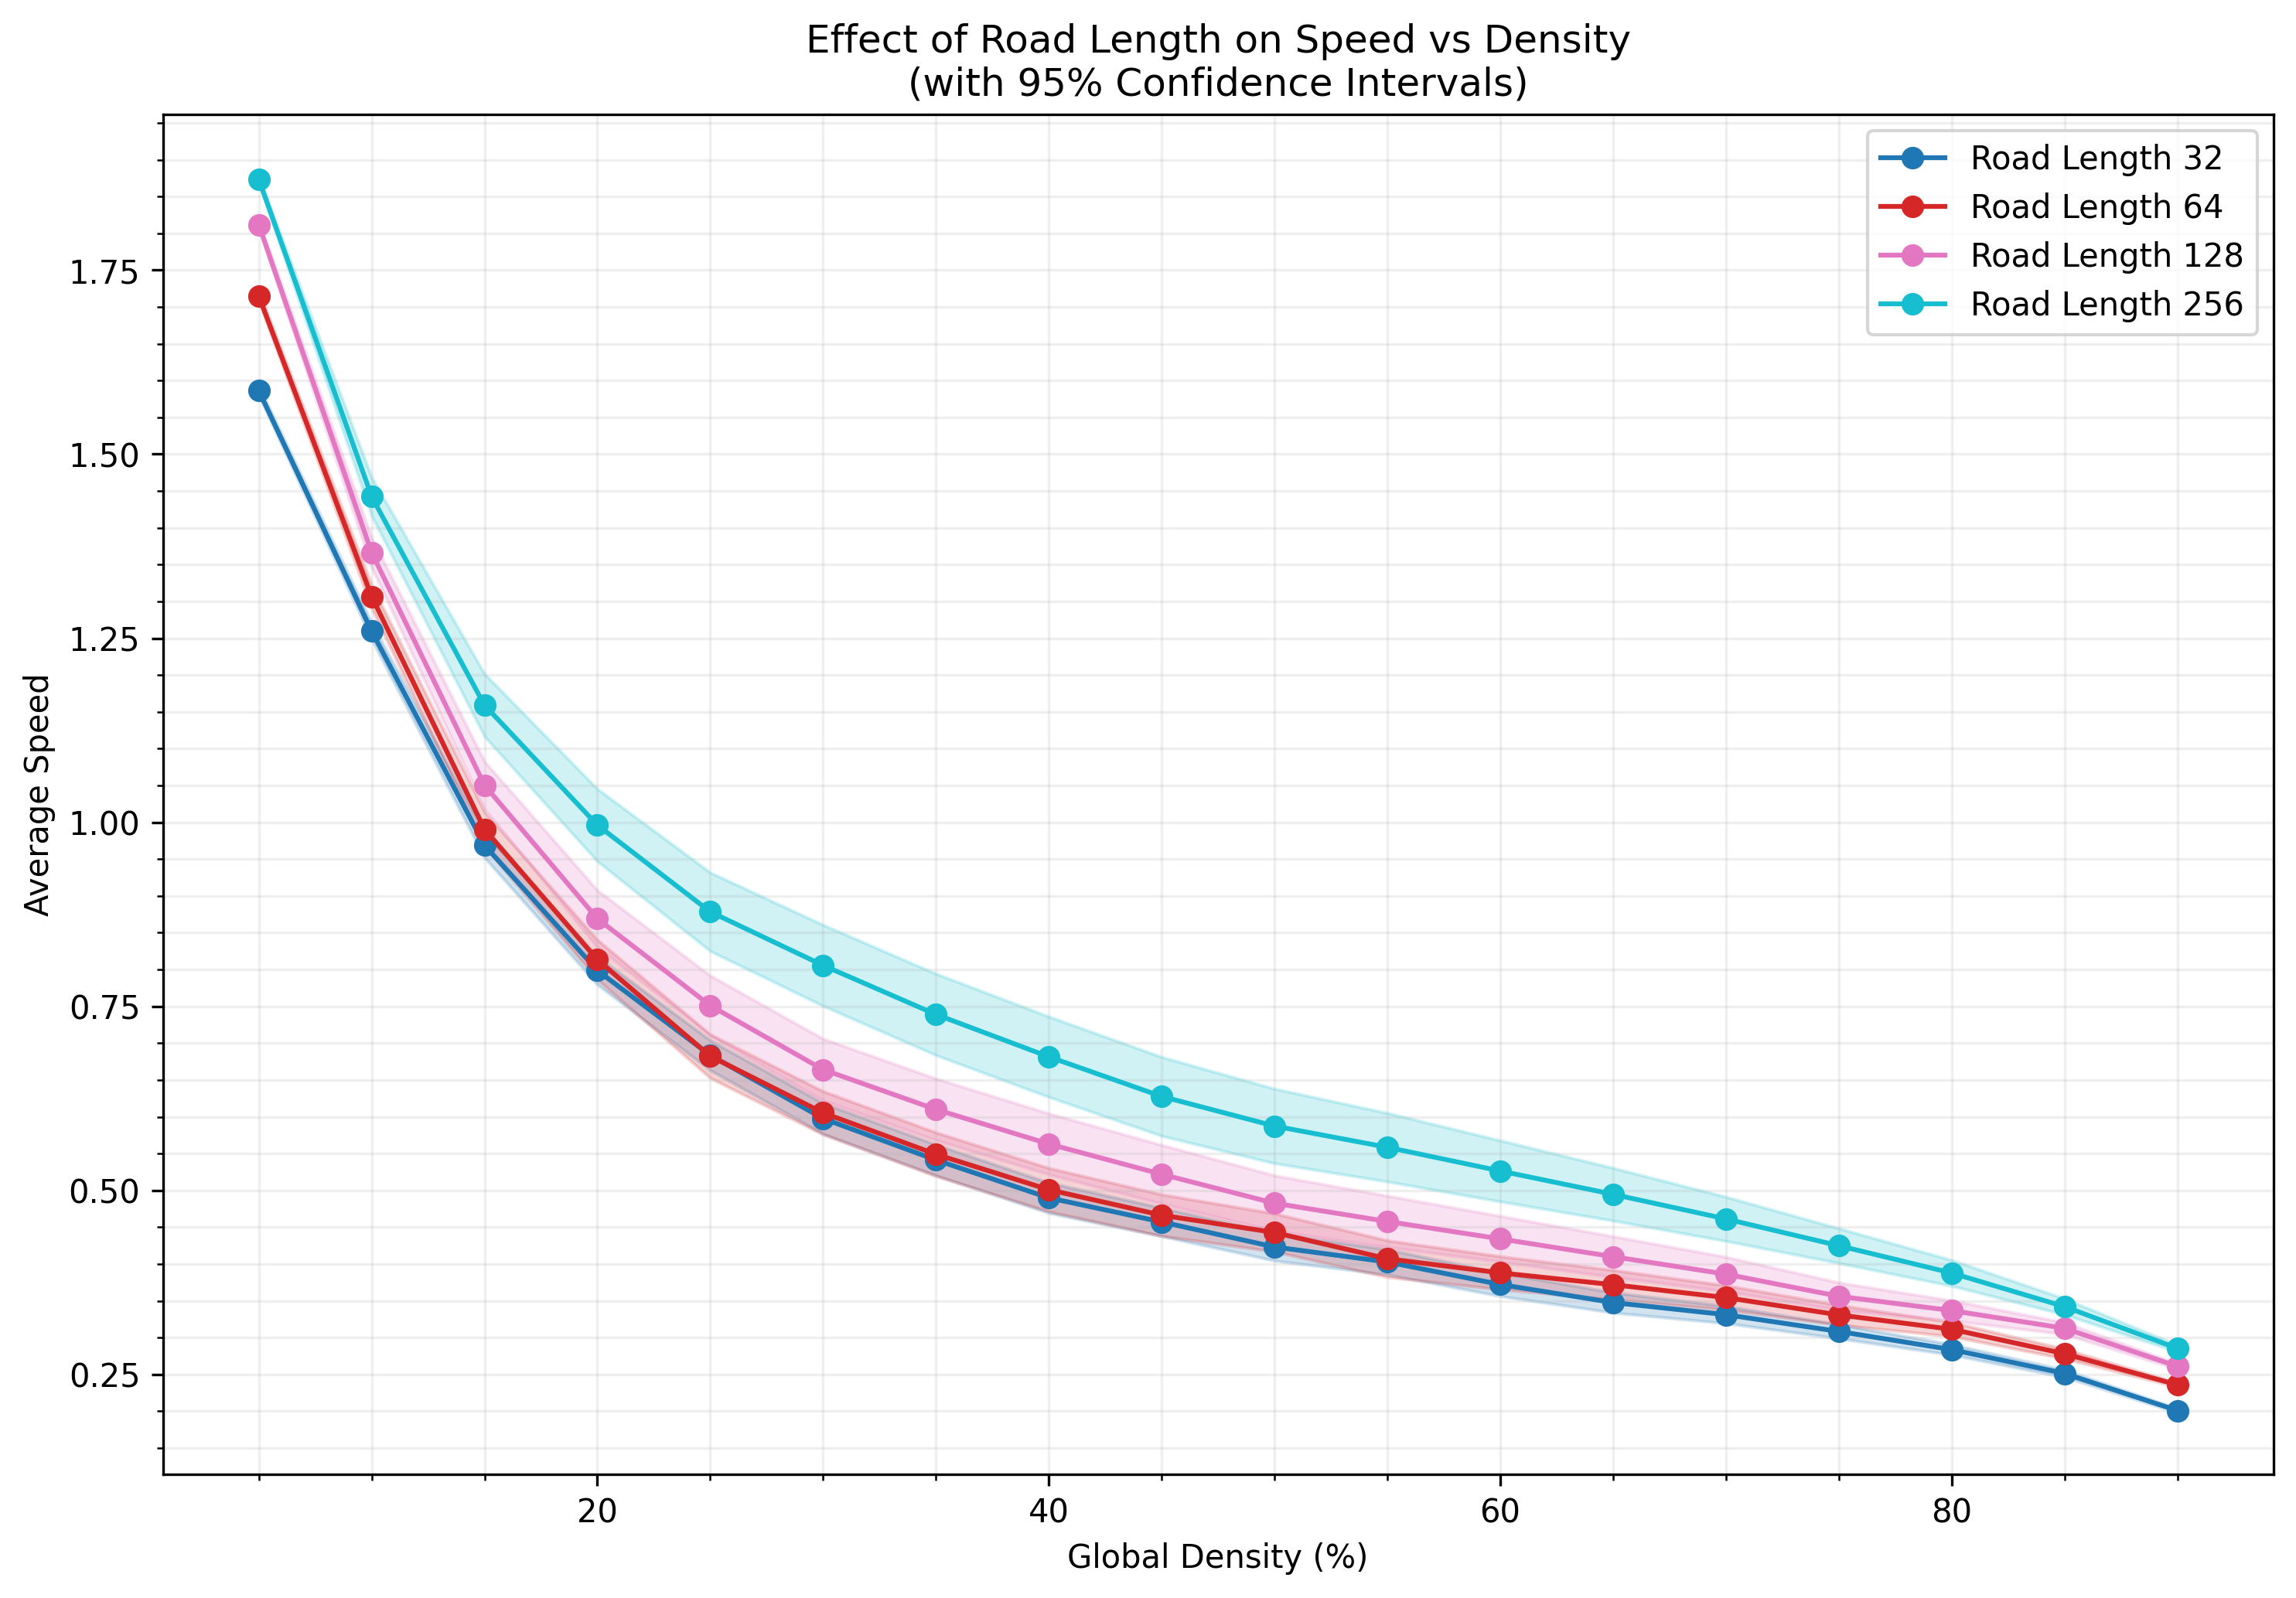 Effect of Road Length on Speed vs Density
(with 95% Confidence Intervals)
Road Length 32
Road Length 64
Road Length 128
Road Length 256
1.75
1.50
1.25
1.00
0.75
0.50
0.25
Average Speed
20 40 60 80
Global Density (%)